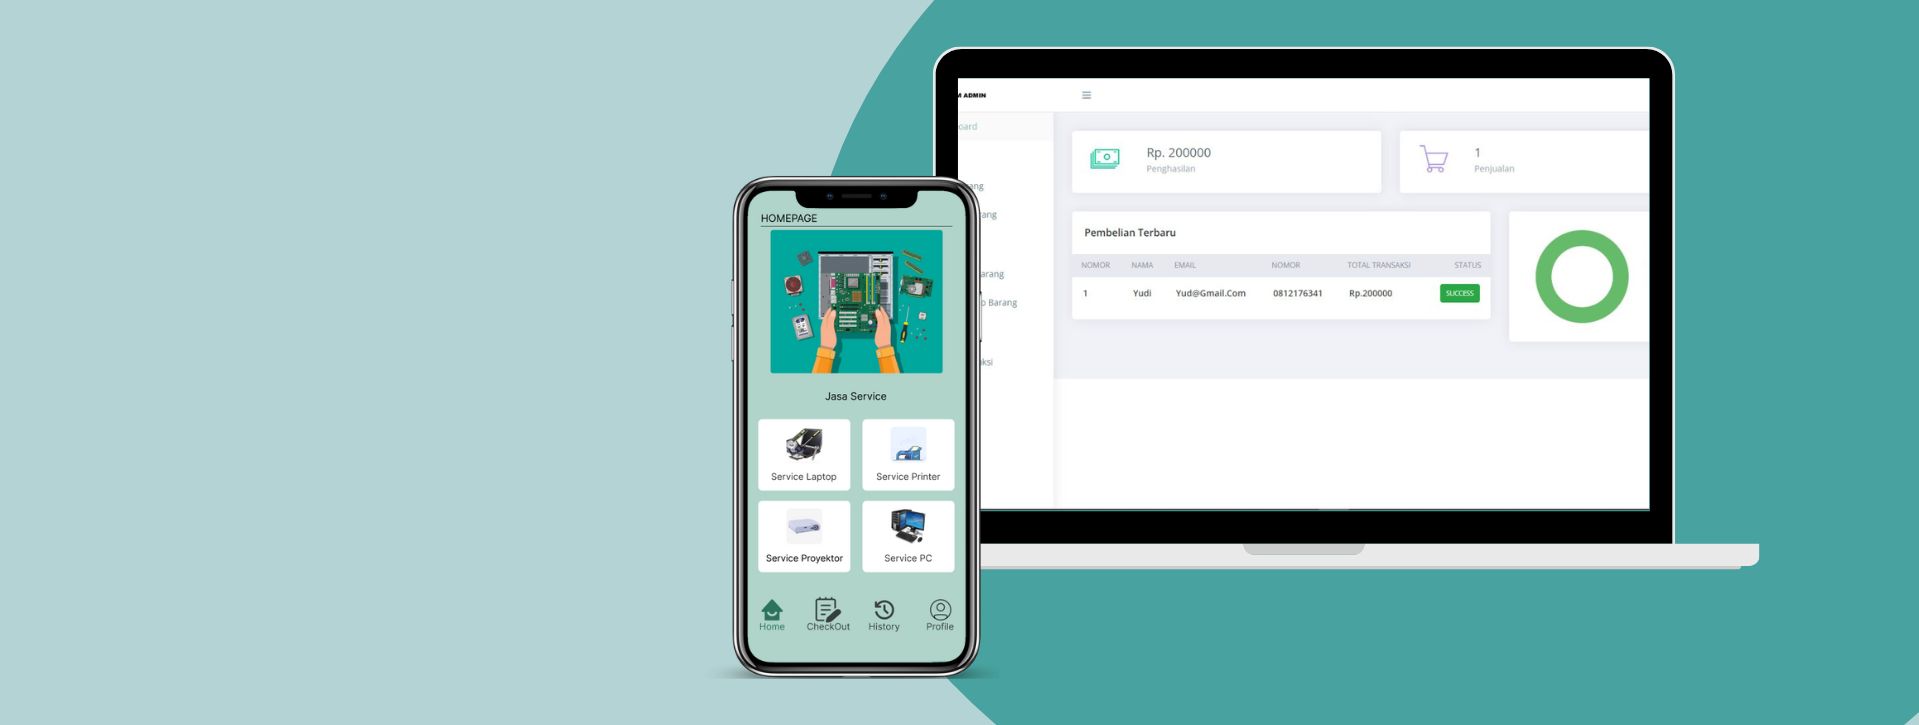 HOMEPAGE
Jasa Service
Service Laptop
Service Printer
Service Proyektor
Service PC
Home
CheckOut
History
Profile
M ADMIN
oard
ang
rang
arang
o Barang
aksi
Rp. 200000
Penghasilan
1
Penjualan
Pembelian Terbaru
NOMOR NAMA EMAIL NOMOR TOTAL TRANSAKSI STATUS
1 Yudi Yud@Gmail.Com 0812176341 Rp.200000 SUCCESS